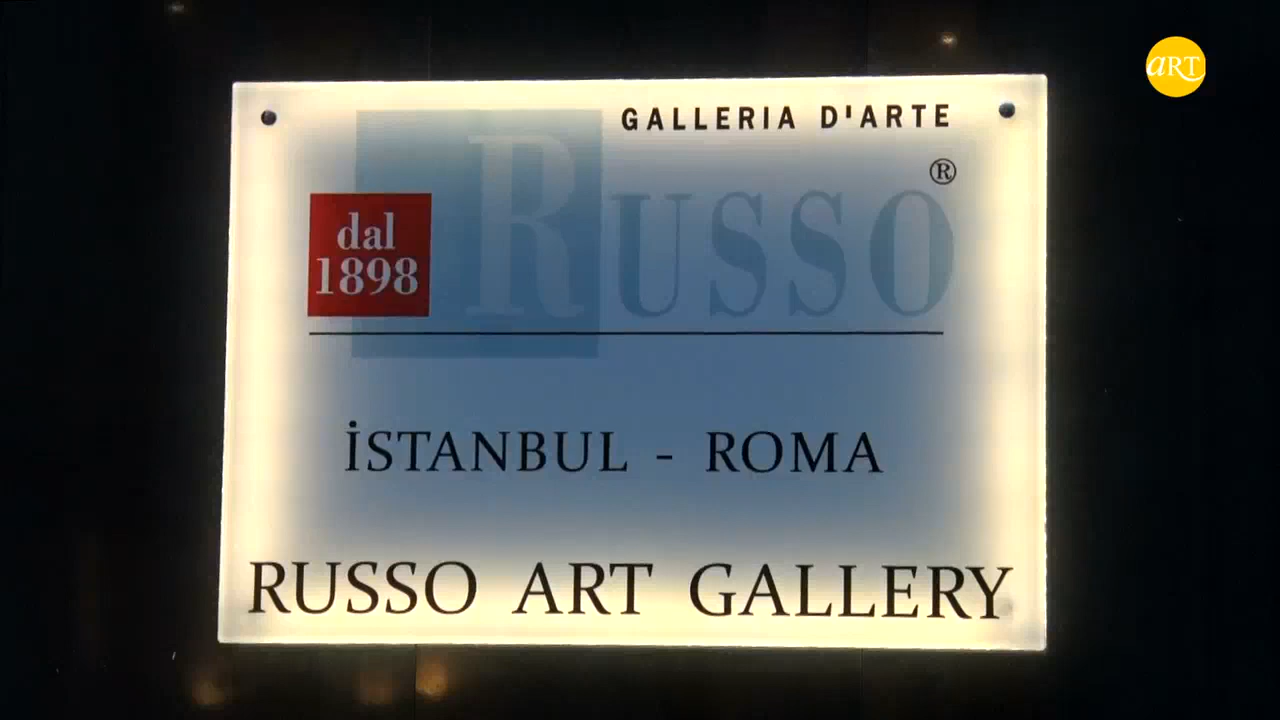 GALLERIA D'ARTE
RUSSO®
dal
1898
İSTANBUL - ROMA
RUSSO ART GALLERY
ART